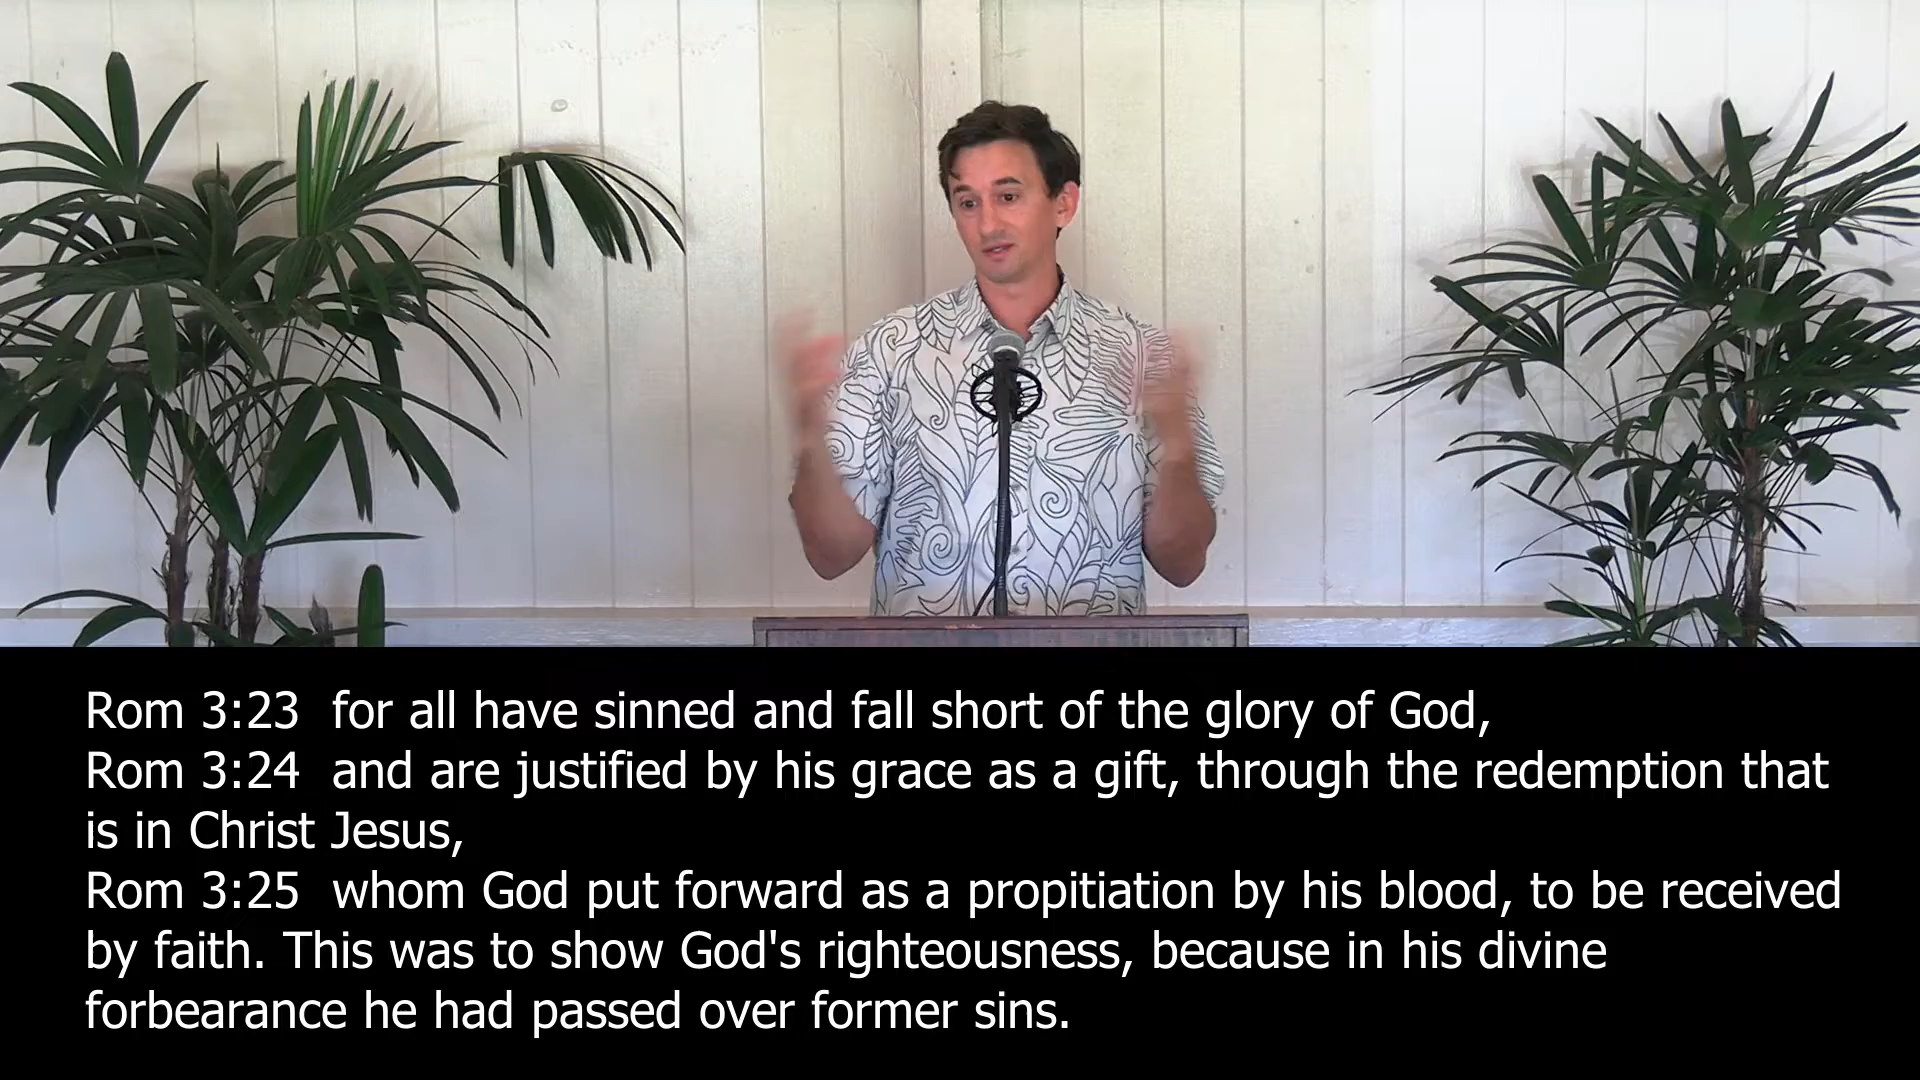 Rom 3:23  for all have sinned and fall short of the glory of God,
Rom 3:24  and are justified by his grace as a gift, through the redemption that
is in Christ Jesus,
Rom 3:25  whom God put forward as a propitiation by his blood, to be received
by faith. This was to show God's righteousness, because in his divine
forbearance he had passed over former sins.